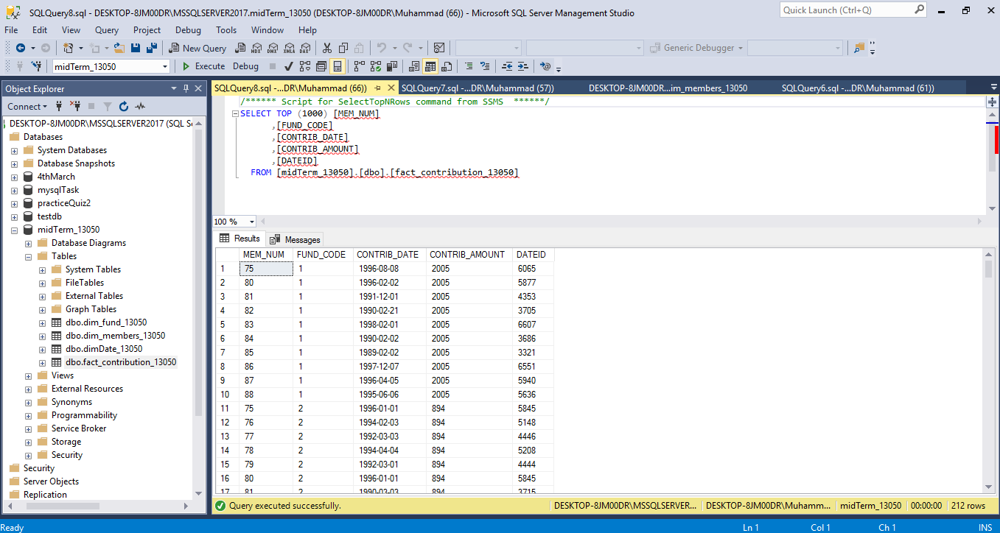 SQLQuery8.sql - DESKTOP-8JM00DR\MSSQLSERVER2017.midTerm_13050 (DESKTOP-8JM00DR\Muhammad (66)) - Microsoft SQL Server Management Studio
Quick Launch (Ctrl+Q)
File Edit View Query Project Debug Tools Window Help
New Query MDX DMX XMLA DAX Generic Debugger
midTerm_13050 Execute Debug
Object Explorer
Connect
DESKTOP-8JM00DR\MSSQLSERVER2017 (SQL Se
Databases
System Databases
Database Snapshots
4thMarch
mysqlTask
practiceQuiz2
testdb
midTerm_13050
Database Diagrams
Tables
System Tables
FileTables
External Tables
Graph Tables
dbo.dim_fund_13050
dbo.dim_members_13050
dbo.dimDate_13050
dbo.fact_contribution_13050
Views
External Resources
Synonyms
Programmability
Service Broker
Storage
Security
Security
Server Objects
Replication
SQLQuery8.sql -...DR\Muhammad (66)) SQLQuery7.sql -...DR\Muhammad (57)) DESKTOP-8JM00DR...im_members_13050 SQLQuery6.sql -...DR\Muhammad (61))
/****** Script for SelectTopNRows command from SSMS  ******/
SELECT TOP (1000) [MEM_NUM]
,[FUND_CODE]
,[CONTRIB_DATE]
,[CONTRIB_AMOUNT]
,[DATEID]
FROM [midTerm_13050].[dbo].[fact_contribution_13050]
100 %
Results Messages
MEM_NUM FUND_CODE CONTRIB_DATE CONTRIB_AMOUNT DATEID
1 75 1 1996-08-08 2005 6065
2 80 1 1996-02-02 2005 5877
3 81 1 1991-12-01 2005 4353
4 82 1 1990-02-21 2005 3705
5 83 1 1998-02-01 2005 6607
6 84 1 1990-02-02 2005 3686
7 85 1 1989-02-02 2005 3321
8 86 1 1997-12-07 2005 6551
9 87 1 1996-04-05 2005 5940
10 88 1 1995-06-06 2005 5636
11 75 2 1996-01-01 894 5845
12 76 2 1994-02-03 894 5148
13 77 2 1992-03-03 894 4446
14 78 2 1994-04-04 894 5208
15 79 2 1992-03-01 894 4444
16 80 2 1996-01-01 894 5845
17 81 2 1990-03-03 894 3715
Query executed successfully. DESKTOP-8JM00DR\MSSQLSERVER... DESKTOP-8JM00DR\Muhamm... midTerm_13050 00:00:00 212 rows
Ready Ln 1 Col 1 Ch 1 INS